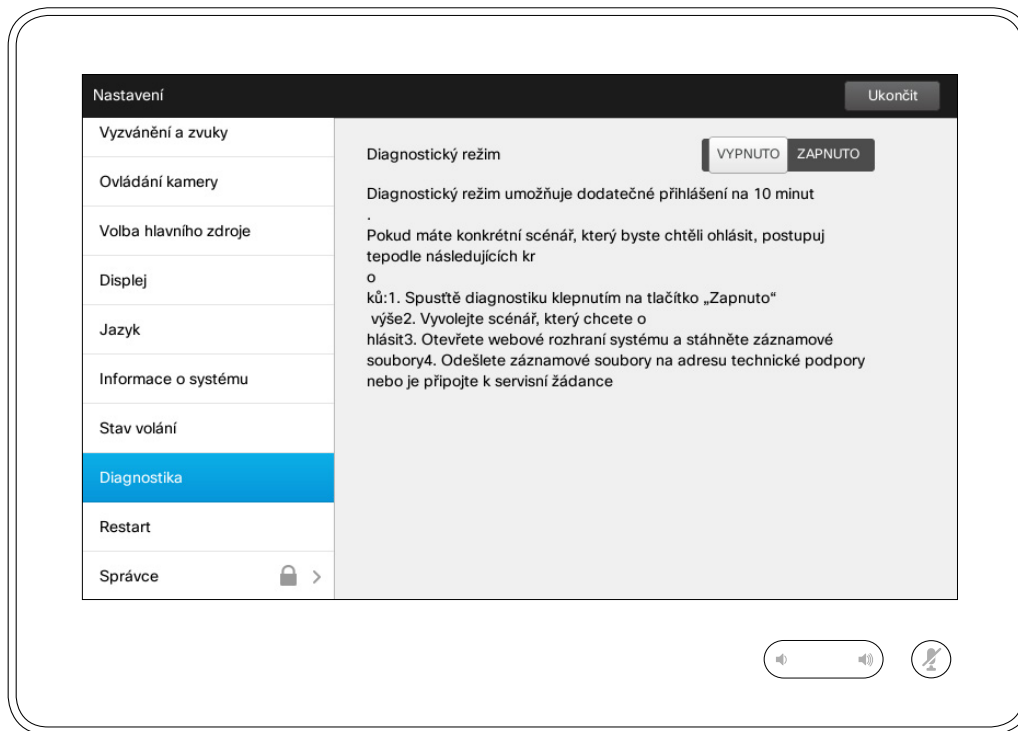 Nastavení
Ukončit
Vyzvánění a zvuky
Ovládání kamery
Volba hlavního zdroje
Displej
Jazyk
Informace o systému
Stav volání
Diagnostika
Restart
Správce
Diagnostický režim
VYPNUTO ZAPNUTO
Diagnostický režim umožňuje dodatečné přihlášení na 10 minut
.
Pokud máte konkrétní scénář, který byste chtěli ohlásit, postupuj
tepodle následujících kr
o
ků:1. Spusťtě diagnostiku klepnutím na tlačítko „Zapnuto“
výše2. Vyvolejte scénář, který chcete o
hlásit3. Otevřete webové rozhraní systému a stáhněte záznamové
soubory4. Odešlete záznamové soubory na adresu technické podpory
nebo je připojte k servisní žádance